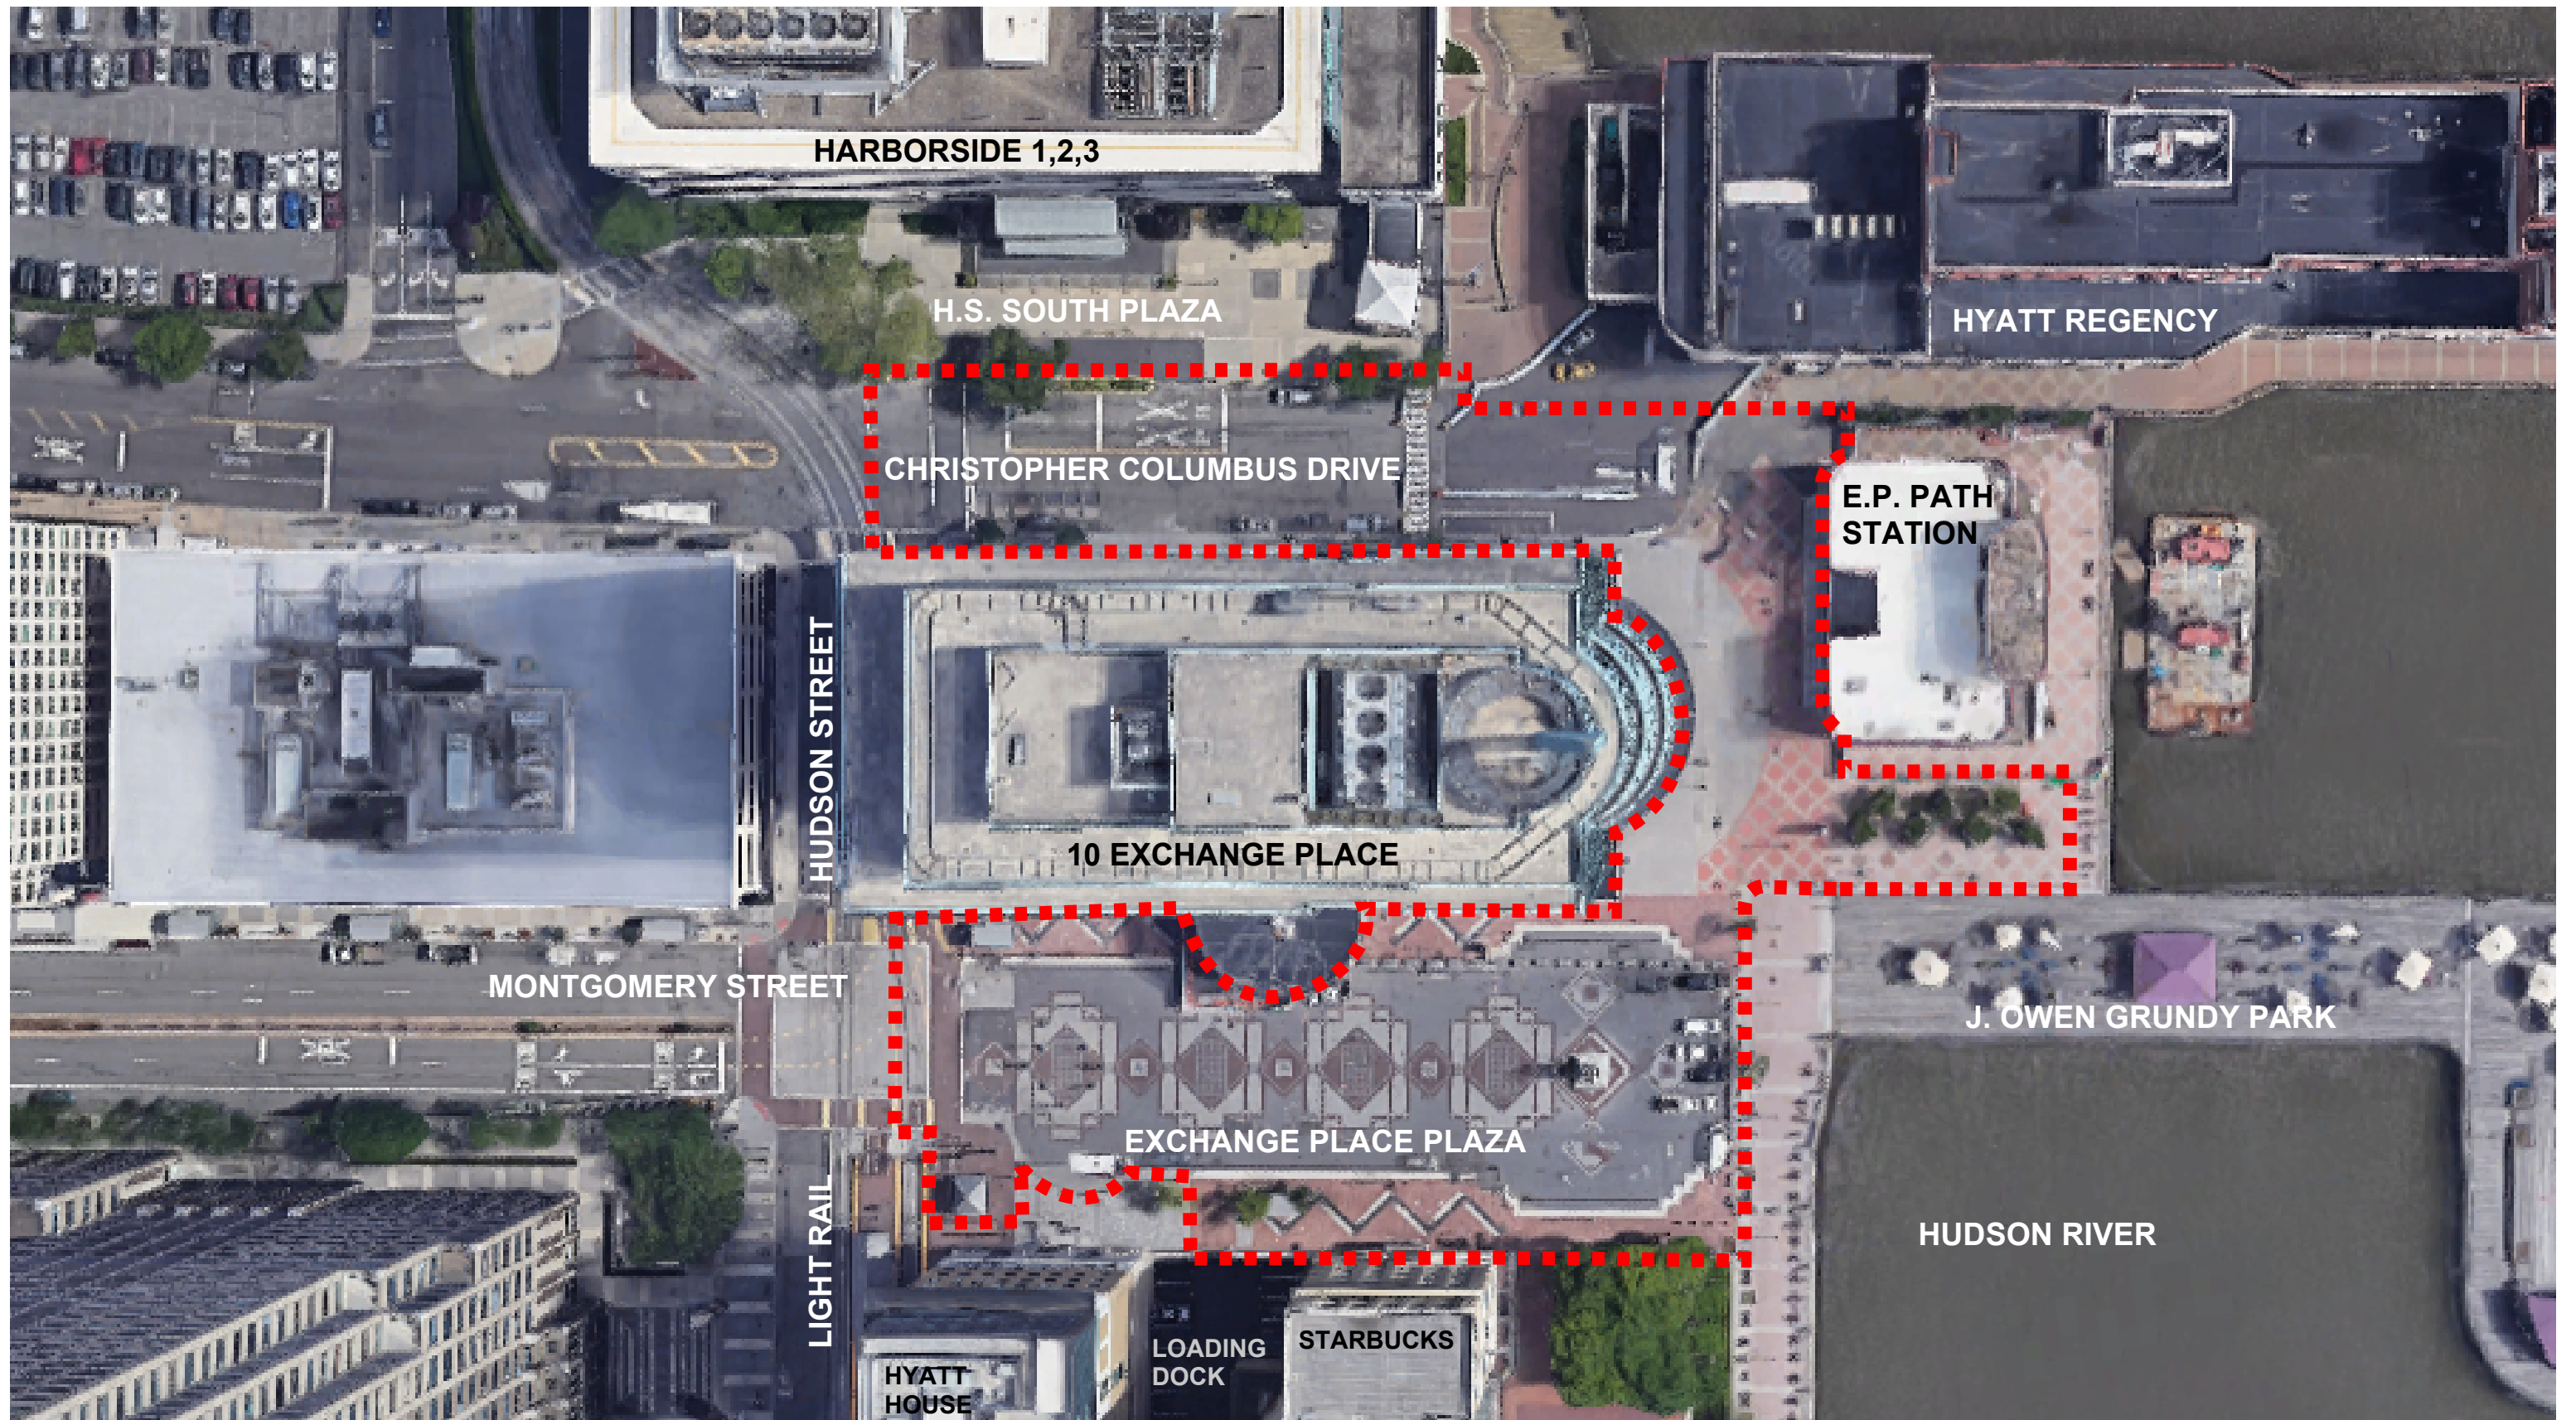 HARBORSIDE 1,2,3
H.S. SOUTH PLAZA
HYATT REGENCY
CHRISTOPHER COLUMBUS DRIVE
E.P. PATH
STATION
HUDSON STREET
10 EXCHANGE PLACE
MONTGOMERY STREET
J. OWEN GRUNDY PARK
EXCHANGE PLACE PLAZA
LIGHT RAIL
HUDSON RIVER
LOADING
DOCK
STARBUCKS
HYATT
HOUSE